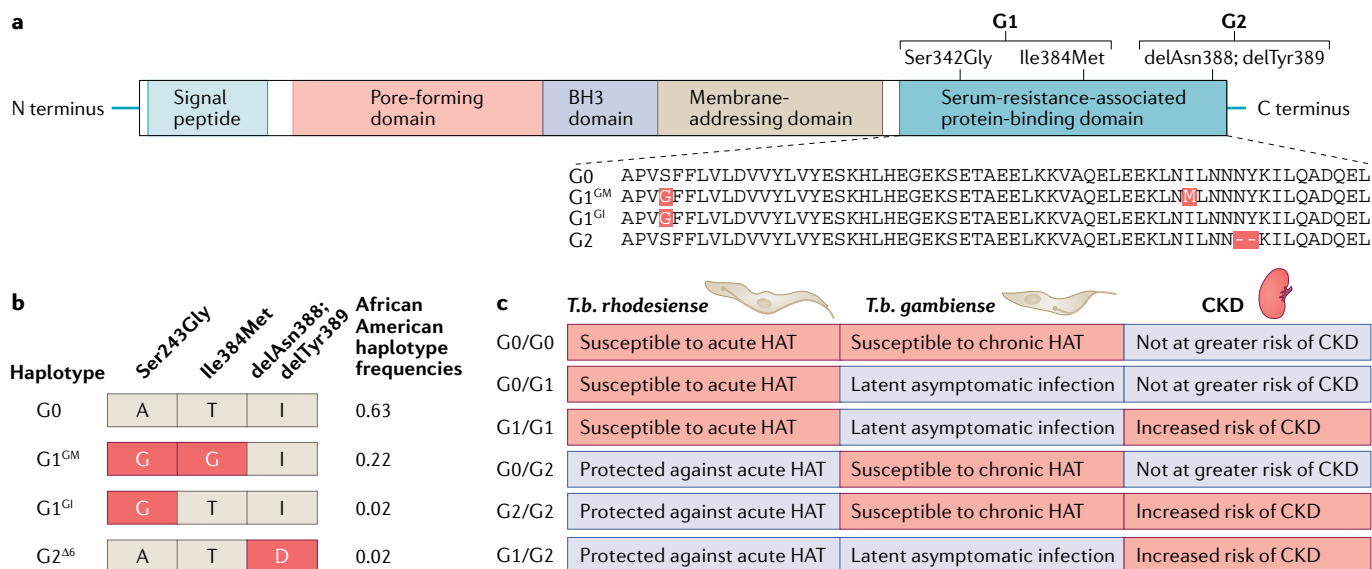 a
G1
G2
Ser342Gly
Ile384Met
delAsn388; delTyr389
N terminus
Signal
peptide
Pore-forming
domain
BH3
domain
Membrane-
addressing domain
Serum-resistance-associated
protein-binding domain
C terminus
G0 APVSFFLVLDVVYLVYESKHLHEGEKSETAEELKKVAQELEEKLNILNNNYKILQADQEL
G1GM APVGFFLVLDVVYLVYESKHLHEGEKSETAEELKKVAQELEEKLNMLNNNYKILQADQEL
G1GI APVGFFLVLDVVYLVYESKHLHEGEKSETAEELKKVAQELEEKLNILNNNYKILQADQEL
G2 APVSFFLVLDVVYLVYESKHLHEGEKSETAEELKKVAQELEEKLNILNN--KILQADQEL
b
Haplotype
Ser243Gly
Ile384Met
delAsn388;
delTyr389
African
American
haplotype
frequencies
G0 A T I 0.63
G1GM G G I 0.22
G1GI G T I 0.02
G2Δ6 A T D 0.02
c
T.b. rhodesiense T.b. gambiense CKD
G0/G0 Susceptible to acute HAT Susceptible to chronic HAT Not at greater risk of CKD
G0/G1 Susceptible to acute HAT Latent asymptomatic infection Not at greater risk of CKD
G1/G1 Susceptible to acute HAT Latent asymptomatic infection Increased risk of CKD
G0/G2 Protected against acute HAT Susceptible to chronic HAT Not at greater risk of CKD
G2/G2 Protected against acute HAT Susceptible to chronic HAT Increased risk of CKD
G1/G2 Protected against acute HAT Latent asymptomatic infection Increased risk of CKD